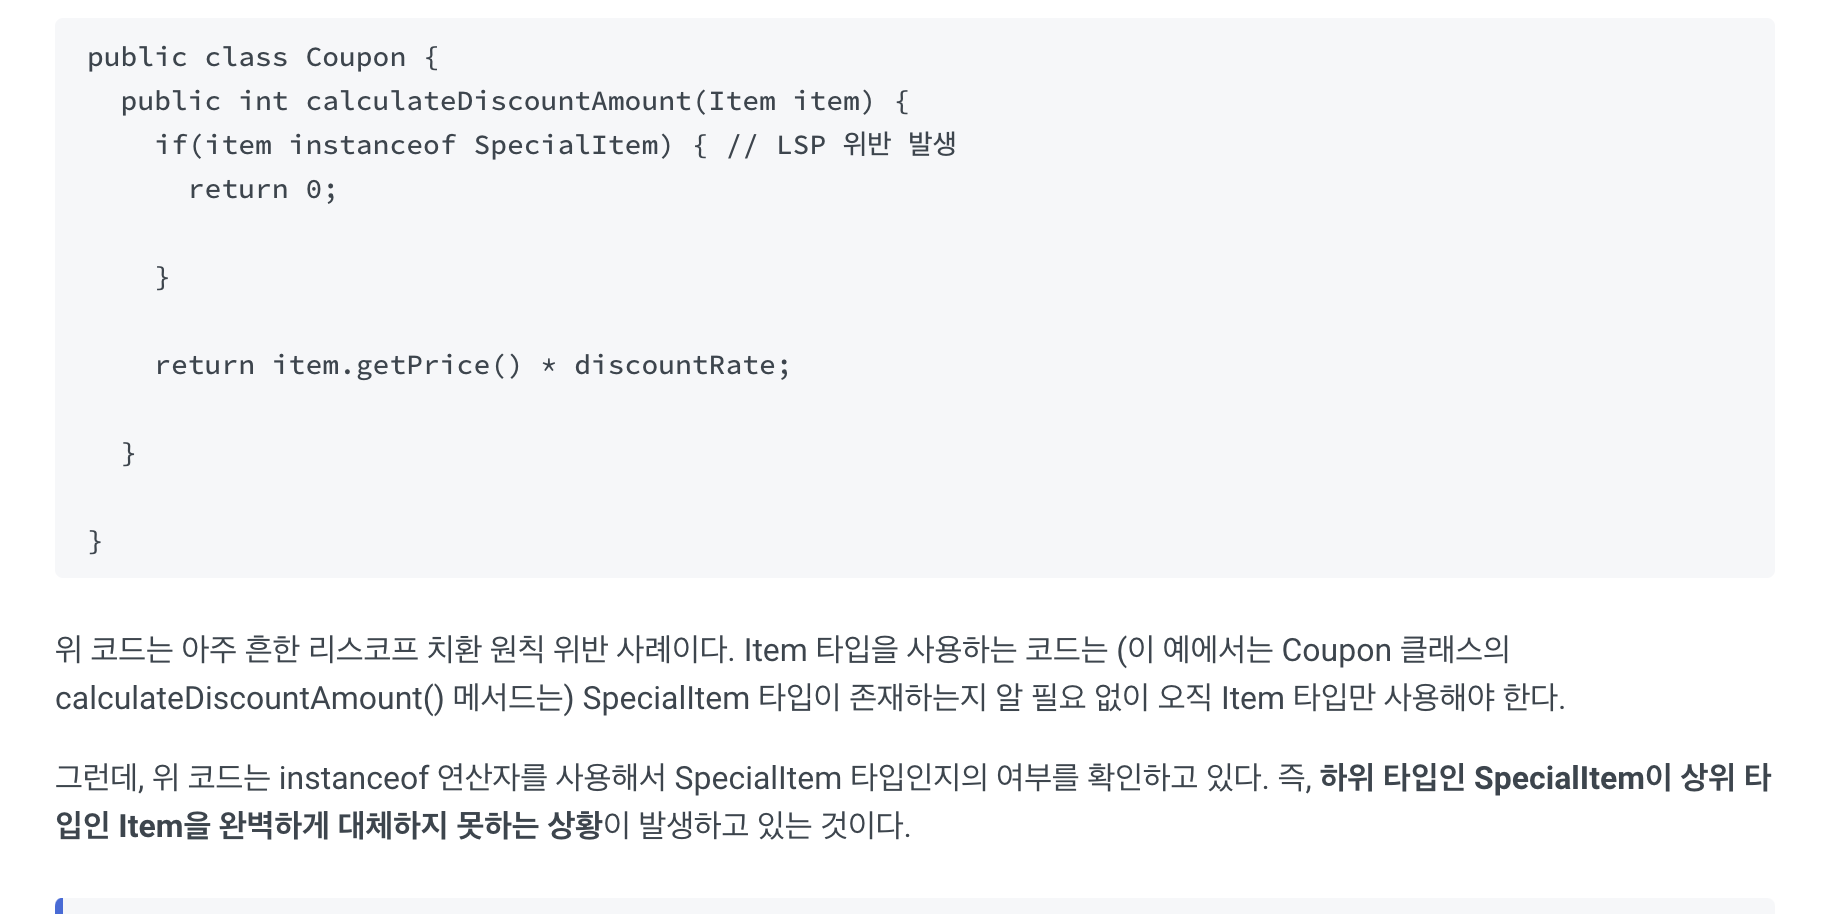 public class Coupon {
  public int calculateDiscountAmount(Item item) {
    if(item instanceof SpecialItem) { // LSP 위반 발생
      return 0;
    }
    return item.getPrice() * discountRate;
  }
}
위 코드는 아주 흔한 리스코프 치환 원칙 위반 사례이다. Item 타입을 사용하는 코드는 (이 예에서는 Coupon 클래스의
calculateDiscountAmount() 메서드는) SpecialItem 타입이 존재하는지 알 필요 없이 오직 Item 타입만 사용해야 한다.
그런데, 위 코드는 instanceof 연산자를 사용해서 SpecialItem 타입인지의 여부를 확인하고 있다. 즉, 하위 타입인 SpecialItem이 상위 타
입인 Item을 완벽하게 대체하지 못하는 상황이 발생하고 있는 것이다.